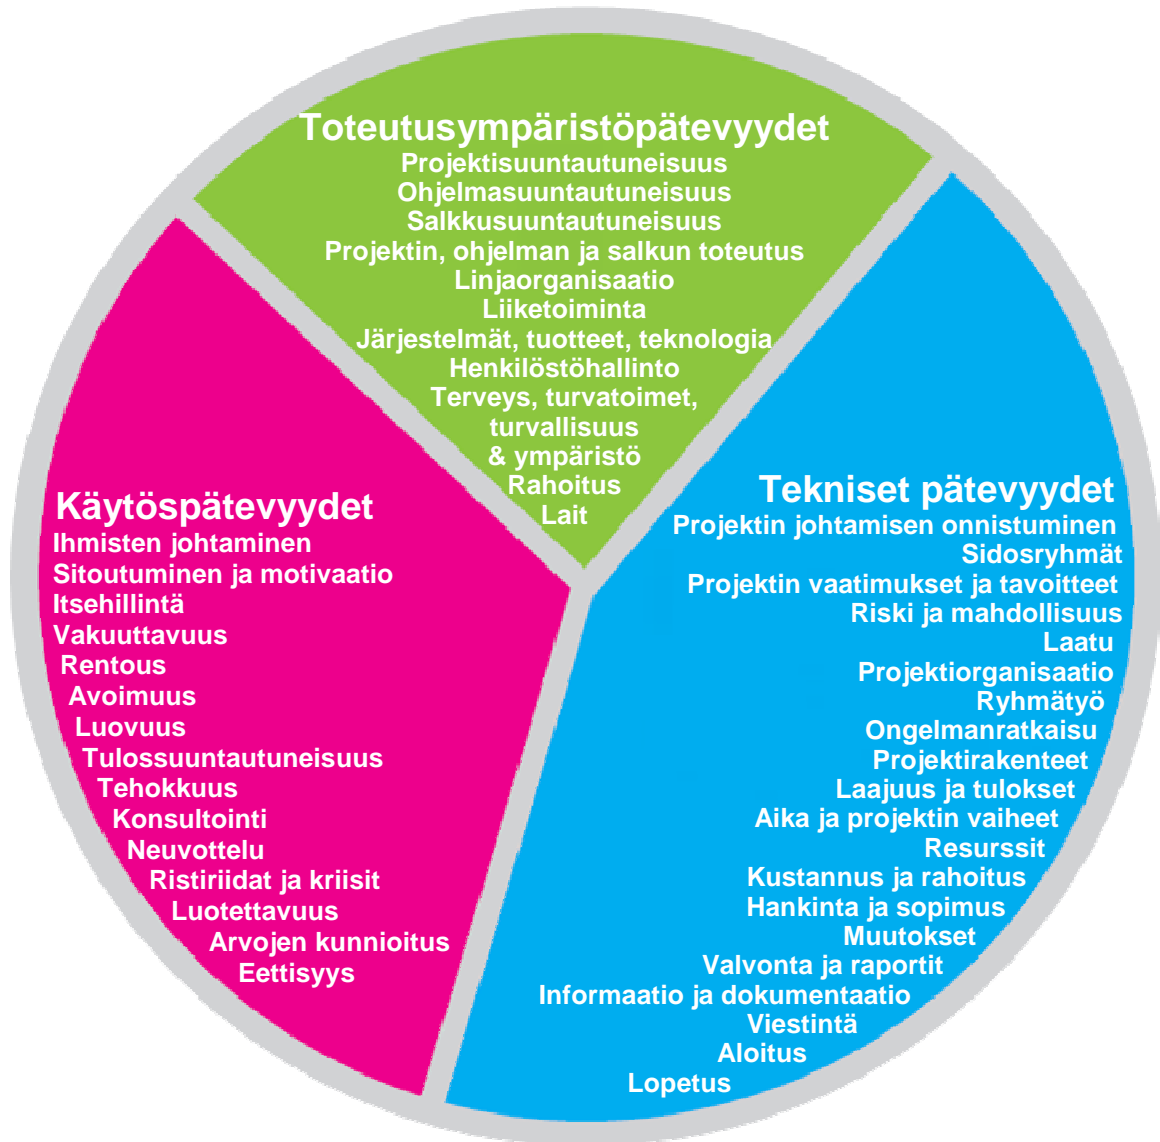 Toteutusympäristöpätevyydet
Projektisuuntautuneisuus
Ohjelmasuuntautuneisuus
Salkkusuuntautuneisuus
Projektin, ohjelman ja salkun toteutus
Linjaorganisaatio
Liiketoiminta
Järjestelmät, tuotteet, teknologia
Henkilöstöhallinto
Terveys, turvatoimet,
turvallisuus
& ympäristö
Rahoitus
Lait
Käytöspätevyydet
Ihmisten johtaminen
Sitoutuminen ja motivaatio
Itsehillintä
Vakuuttavuus
Rentous
Avoimuus
Luovuus
Tulossuuntautuneisuus
Tehokkuus
Konsultointi
Neuvottelu
Ristiriidat ja kriisit
Luotettavuus
Arvojen kunnioitus
Eettisyys
Tekniset pätevyydet
Projektin johtamisen onnistuminen
Sidosryhmät
Projektin vaatimukset ja tavoitteet
Riski ja mahdollisuus
Laatu
Projektiorganisaatio
Ryhmätyö
Ongelmanratkaisu
Projektirakenteet
Laajuus ja tulokset
Aika ja projektin vaiheet
Resurssit
Kustannus ja rahoitus
Hankinta ja sopimus
Muutokset
Valvonta ja raportit
Informaatio ja dokumentaatio
Viestintä
Aloitus
Lopetus